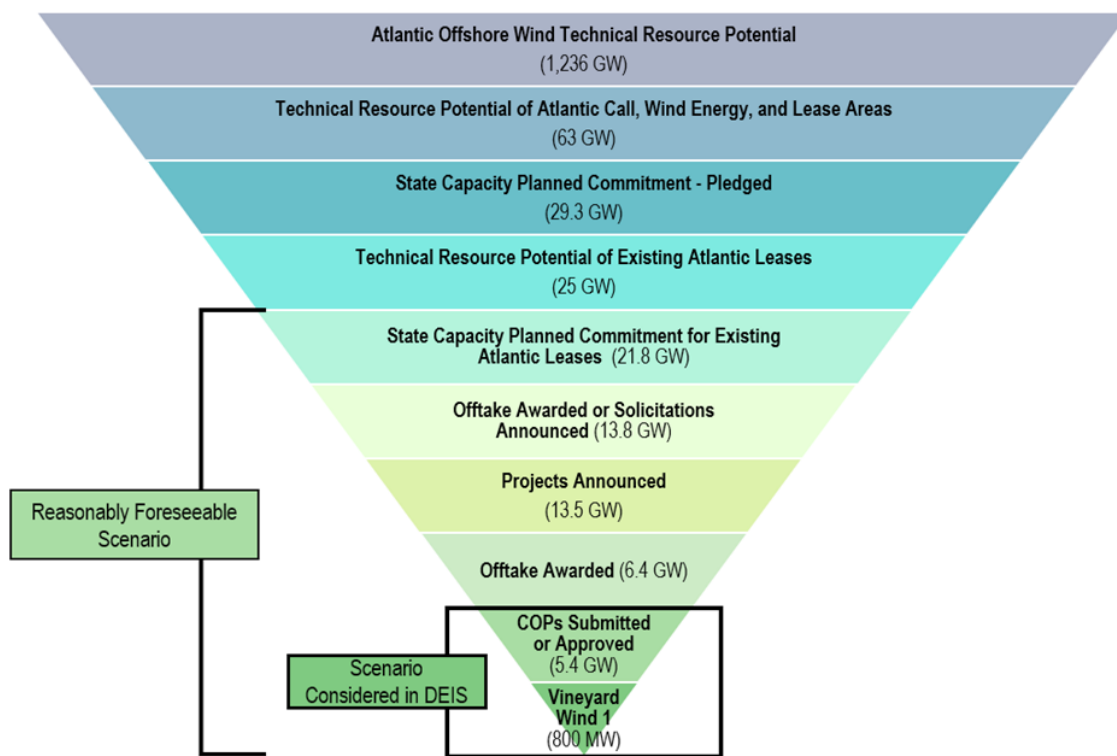 Atlantic Offshore Wind Technical Resource Potential
(1,236 GW)
Technical Resource Potential of Atlantic Call, Wind Energy, and Lease Areas
(63 GW)
State Capacity Planned Commitment - Pledged
(29.3 GW)
Technical Resource Potential of Existing Atlantic Leases
(25 GW)
State Capacity Planned Commitment for Existing
Atlantic Leases (21.8 GW)
Offtake Awarded or Solicitations
Announced (13.8 GW)
Projects Announced
(13.5 GW)
Reasonably Foreseeable
Scenario
Offtake Awarded (6.4 GW)
COPs Submitted
or Approved
(5.4 GW)
Scenario
Considered in DEIS
Vineyard
Wind 1
(800 MW)